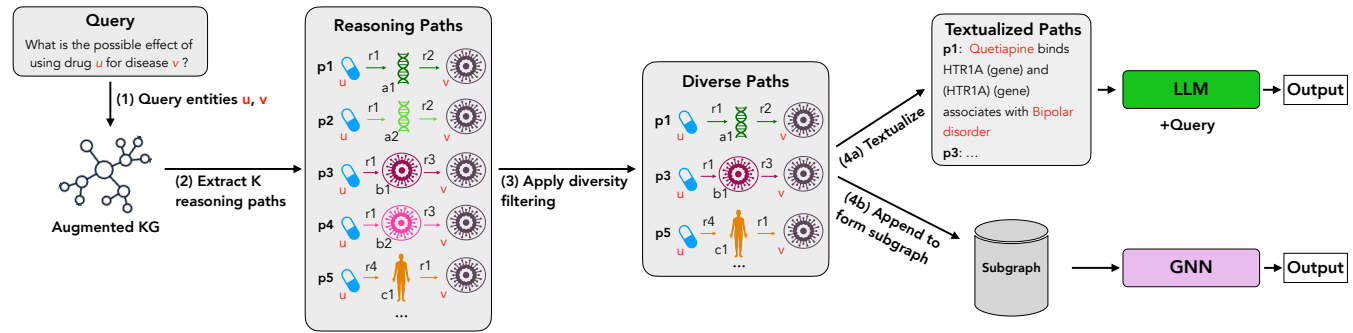 Query
What is the possible effect of
using drug u for disease v ?
(1) Query entities u, v
Augmented KG
(2) Extract K
reasoning paths
Reasoning Paths
p1
u
r1
a1
r2
v
p2
u
r1
a2
r2
v
p3
u
r1
b1
r3
v
p4
u
r1
b2
r3
v
p5
u
r4
c1
r1
v
...
(3) Apply diversity
filtering
Diverse Paths
p1
u
r1
a1
r2
v
p3
u
r1
b1
r3
v
p5
u
r4
c1
r1
v
...
(4a) Textualize
(4b) Append to
form subgraph
Textualized Paths
p1: Quetiapine binds
HTR1A (gene) and
(HTR1A) (gene)
associates with Bipolar
disorder
p3: ...
LLM
+Query
Output
Subgraph
GNN
Output